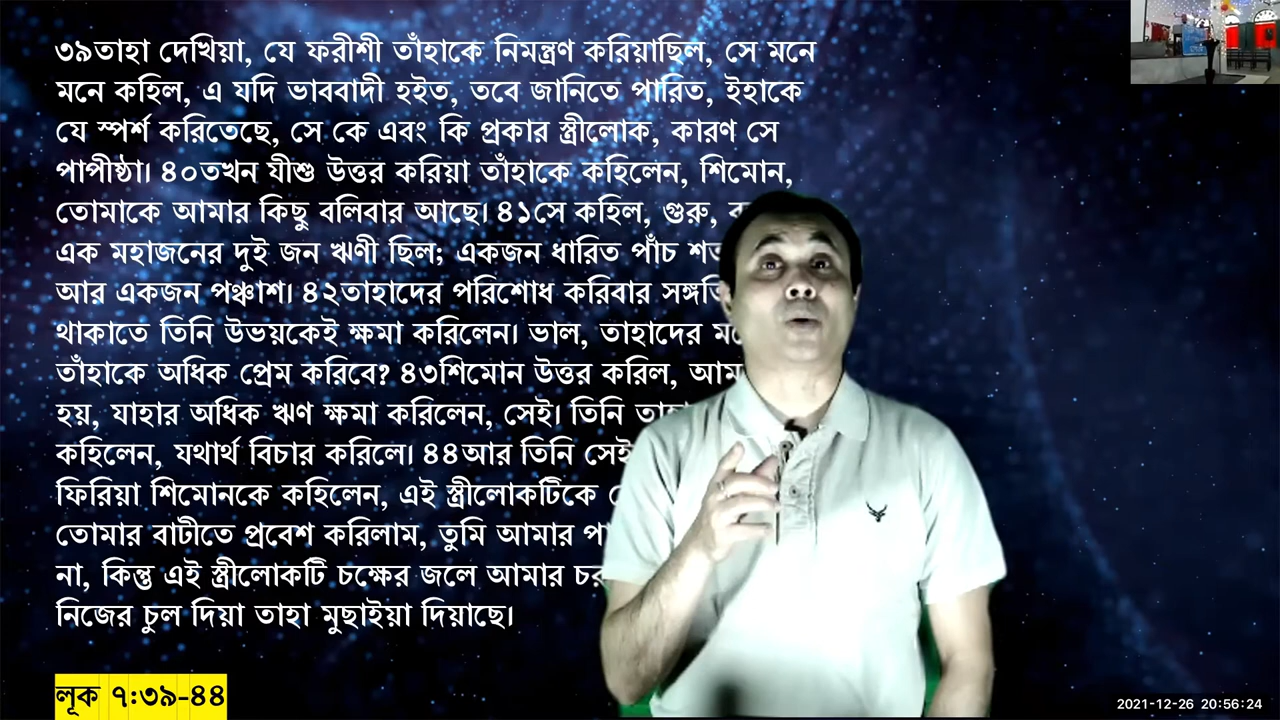 ৩৯তাহা দেখিয়া, যে ফরীশী তাঁহাকে নিমন্ত্রণ করিয়াছিল, সে মনে
মনে কহিল, এ যদি ভাববাদী হইত, তবে জানিতে পারিত, ইহাকে
যে স্পর্শ করিতেছে, সে কে এবং কি প্রকার স্ত্রীলোক, কারণ সে
পাপীষ্ঠা। ৪০তখন যীশু উত্তর করিয়া তাঁহাকে কহিলেন, শিমোন,
তোমাকে আমার কিছু বলিবার আছে। ৪১সে কহিল, গুরু,
এক মহাজনের দুই জন ঋণী ছিল; একজন ধারিত পাঁচ
আর একজন পঞ্চাশ। ৪২তাহাদের পরিশোধ করিবার
থাকাতে তিনি উভয়কেই ক্ষমা করিলেন। ভাল, তাহাদের
তাঁহাকে অধিক প্রেম করিবে? ৪৩শিমোন উত্তর করিল,
হয়, যাহার অধিক ঋণ ক্ষমা করিলেন, সেই। তিনি
কহিলেন, যথার্থ বিচার করিলে। ৪৪আর তিনি সেই
ফিরিয়া শিমোনকে কহিলেন, এই স্ত্রীলোকটিকে
তোমার বাটীতে প্রবেশ করিলাম, তুমি আমার
না, কিন্তু এই স্ত্রীলোকটি চক্ষের জলে আমার
নিজের চুল দিয়া তাহা মুছাইয়া দিয়াছে।
লূক ৭:৩৯-৪৪
2021-12-26 20:56:24